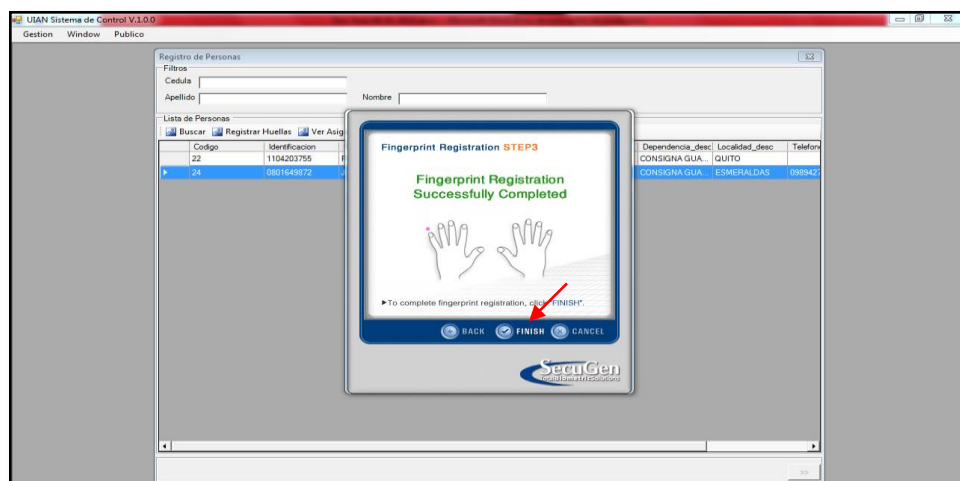 UIAN Sistema de Control V.1.0.0
Gestion Window Publico
Registro de Personas
Filtros
Cedula
Apellido Nombre
Lista de Personas
Buscar Registrar Huellas Ver Asig
Codigo Identificacion Dependencia_desc Localidad_desc Telefon
22 1104203755 CONSIGNA GUA... QUITO
24 0801649872 CONSIGNA GUA... ESMERALDAS 098942
Fingerprint Registration STEP3
Fingerprint Registration
Successfully Completed
►To complete fingerprint registration, click "FINISH".
BACK FINISH CANCEL
SecuGen
>>